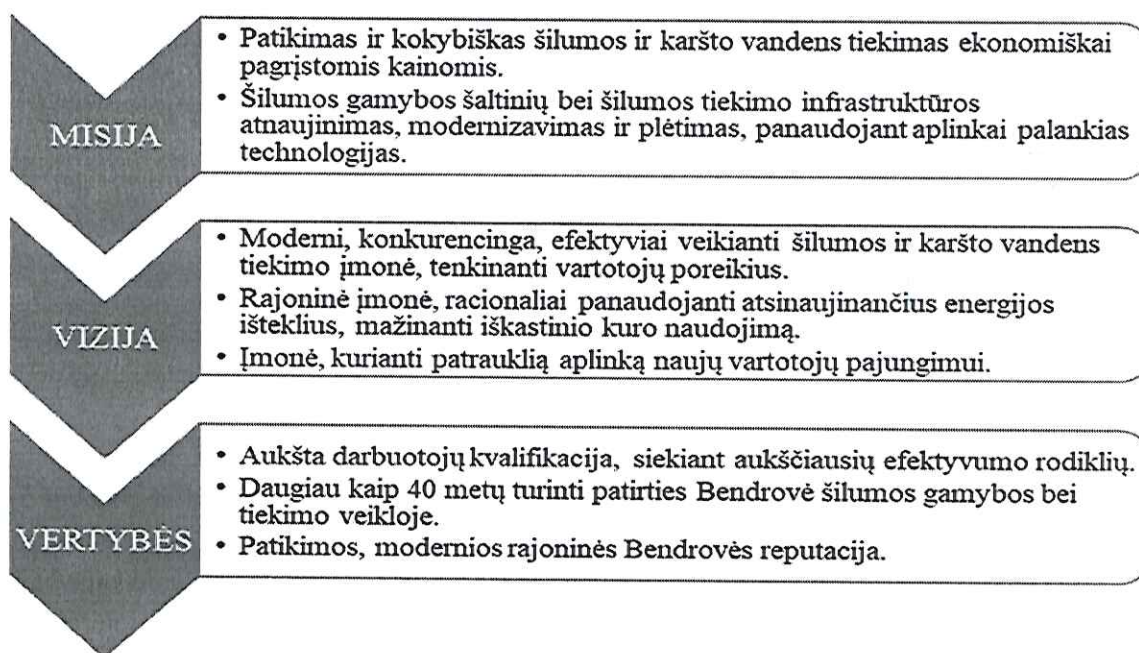 MISIJA
• Patikimas ir kokybiškas šilumos ir karšto vandens tiekimas ekonomiškai
pagrįstomis kainomis.
• Šilumos gamybos šaltinių bei šilumos tiekimo infrastruktūros
atnaujinimas, modernizavimas ir plėtimas, panaudojant aplinkai palankias
technologijas.
VIZIJA
• Moderni, konkurencinga, efektyviai veikianti šilumos ir karšto vandens
tiekimo įmonė, tenkinanti vartotojų poreikius.
• Rajoninė įmonė, racionaliai panaudojanti atsinaujinančius energijos
išteklius, mažinanti iškastinio kuro naudojimą.
• Įmonė, kurianti patrauklią aplinką naujų vartotojų pajungimui.
VERTYBĖS
• Aukšta darbuotojų kvalifikacija, siekiant aukščiausių efektyvumo rodiklių.
• Daugiau kaip 40 metų turinti patirties Bendrovė šilumos gamybos bei
tiekimo veikloje.
• Patikimos, modernios rajoninės Bendrovės reputacija.